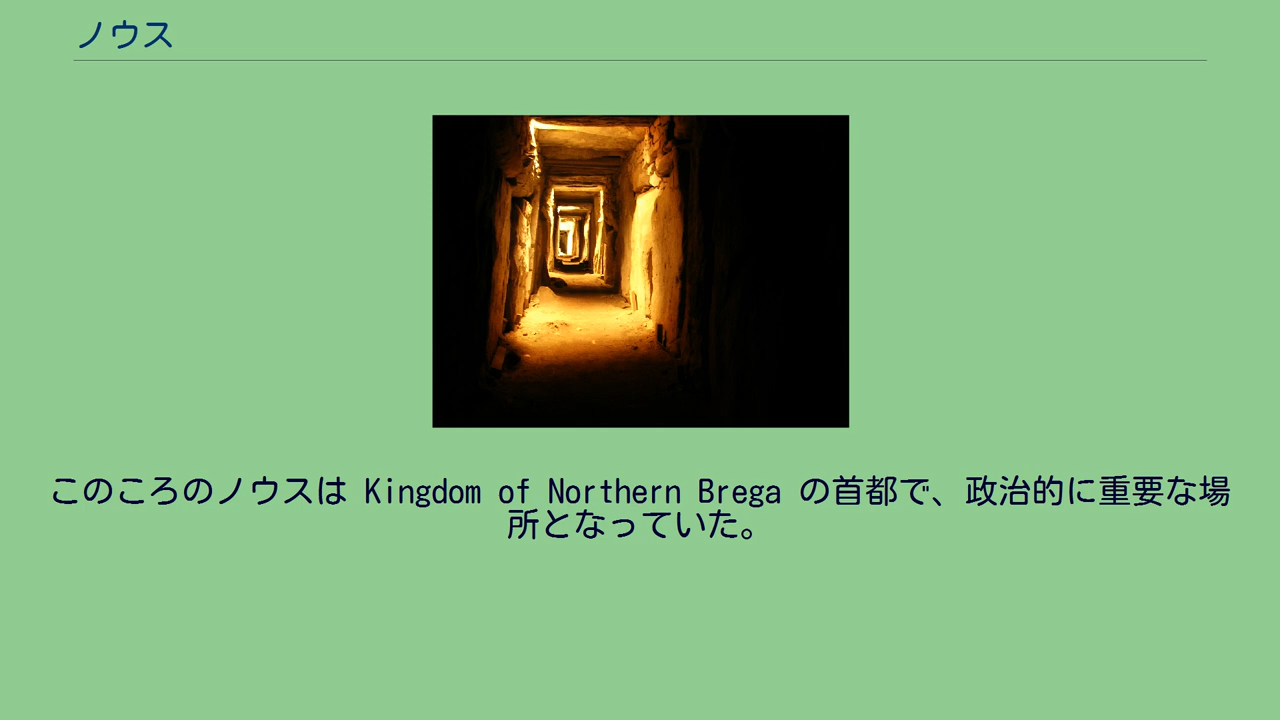 ノウス
このころのノウスは Kingdom of Northern Brega の首都で、政治的に重要な場
所となっていた。